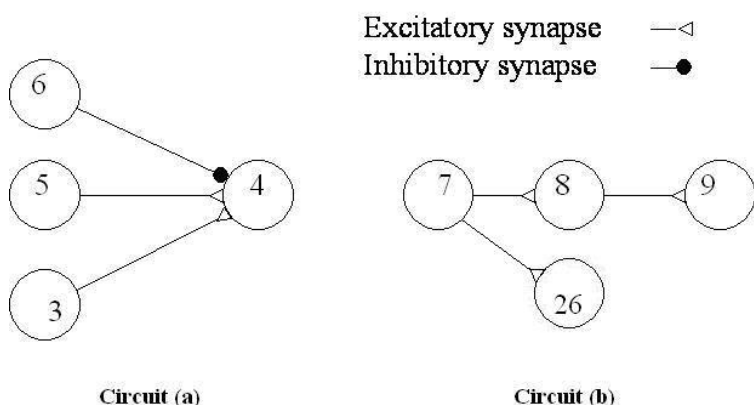 Excitatory synapse
Inhibitory synapse
6
5
4
3
7
8
9
26
Circuit (a)
Circuit (b)